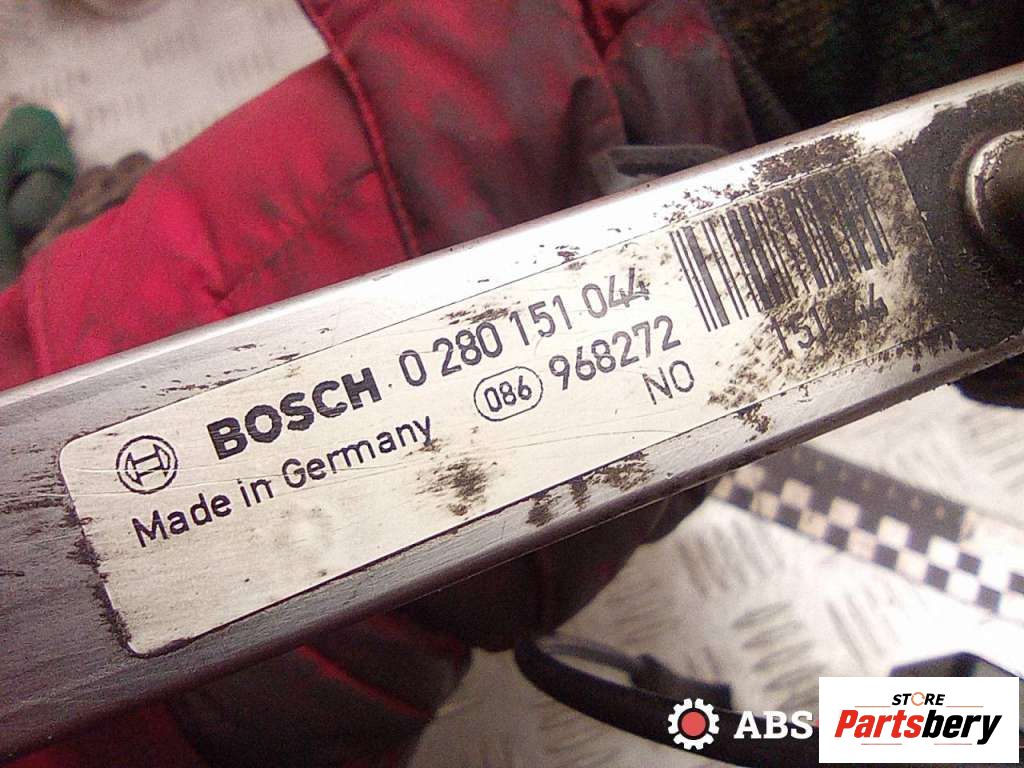 BOSCH 0 280 151 044
Made in Germany 086 968272
NO
ABS
STORE
Partsbery